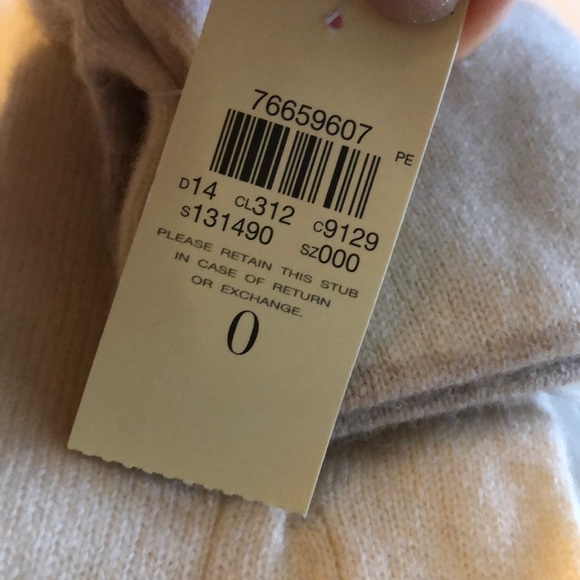 76659607
PE
D14 CL312 C9129
S131490 SZ000
PLEASE RETAIN THIS STUB
IN CASE OF RETURN
OR EXCHANGE.
0